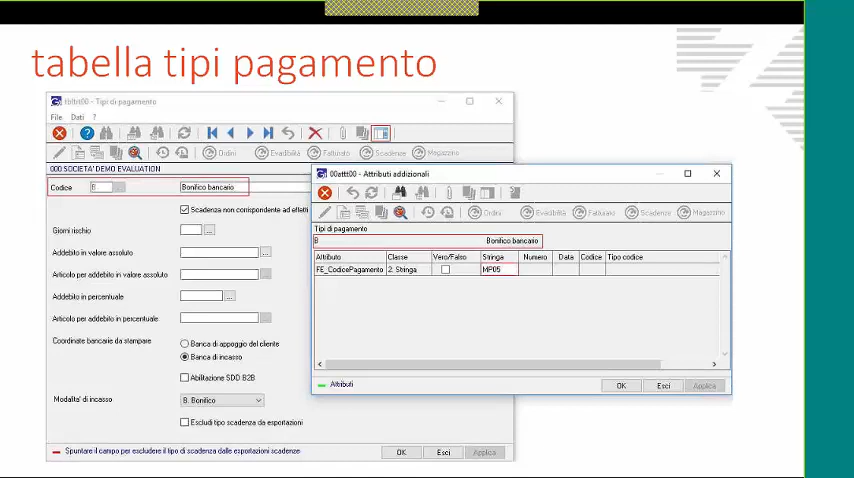 tabella tipi pagamento
tbltrt00 - Tipi di pagamento
File Dati ?
Ordini Evadibilità Fatturato Scadenze Magazzino
000 SOCIETA' DEMO EVALUATION
Codice B Bonifico bancario
Scadenza non corrispondente ad effetti
Giorni rischio
Addebito in valore assoluto
Articolo per addebito in valore assoluto
Addebito in percentuale
Articolo per addebito in percentuale
Coordinate bancarie da stampare
Banca di appoggio del cliente
Banca di incasso
Abilitazione SDD B2B
Modalita' di incasso B. Bonifico
Escludi tipo scadenza da esportazioni
Spuntare il campo per escludere il tipo di scadenza dalle esportazioni scadenze
OK Esci Applica
00attt00 - Attributi addizionali
Ordini Evadibilità Fatturato Scadenze Magazzino
Tipi di pagamento
B Bonifico bancario
Attributo Classe Vero/Falso Stringa Numero Data Codice Tipo codice
FE_CodicePagamento 2. Stringa MP05
Attributi
OK Esci Applica